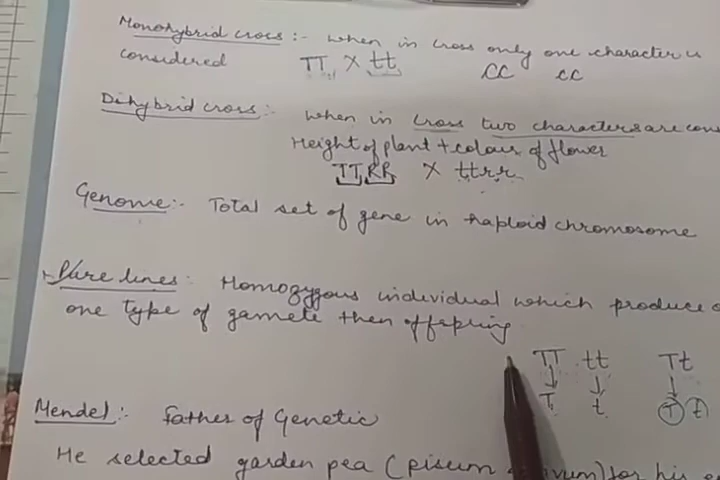 Monohybrid cross :- when in cross only one character is
considered TT × tt CC cc
Dihybrid cross :- when in cross two characters are
Height of plant + colour of flower
TTRR × ttrr
Genome :- Total set of gene in haploid chromosome
Pure lines : Homozygous individual which produce
one type of gamete then offspring
TT tt Tt
T t T t
Mendel :- Father of Genetic
He selected garden pea (pisum for his